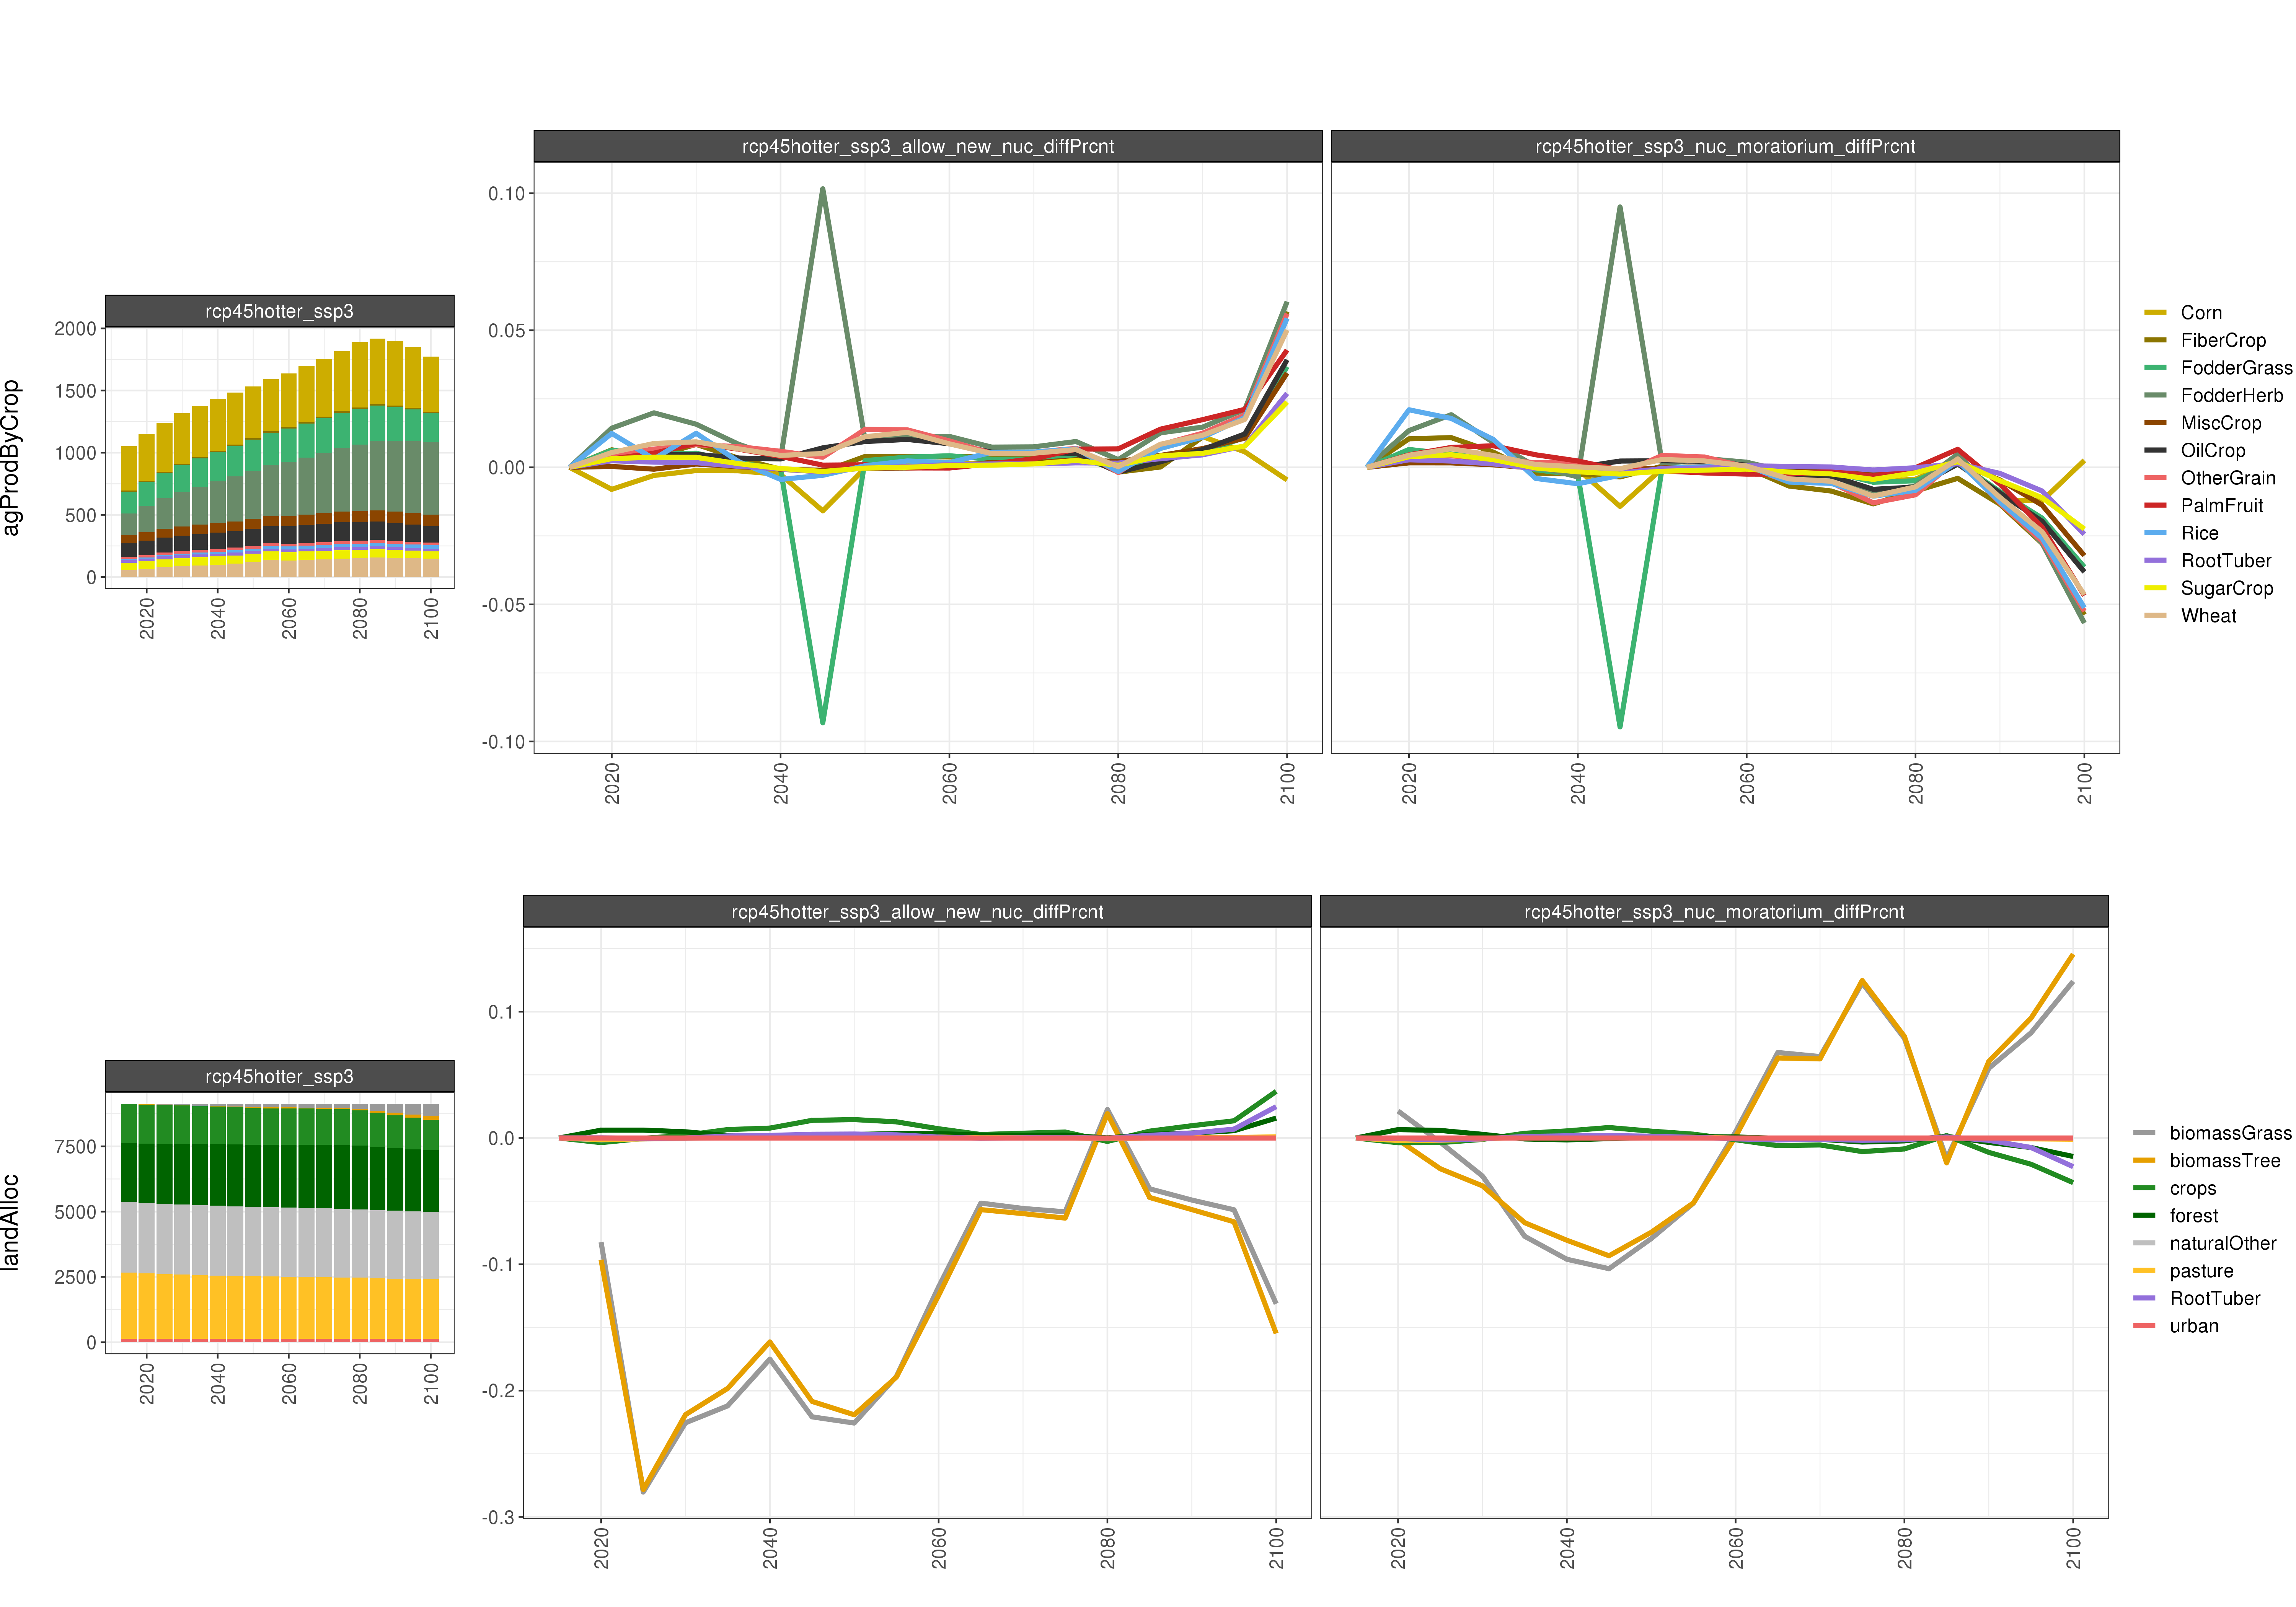 agProdByCrop
rcp45hotter_ssp3
2000
1500
1000
500
0
2020
2040
2060
2080
2100
rcp45hotter_ssp3_allow_new_nuc_diffPrcnt
rcp45hotter_ssp3_nuc_moratorium_diffPrcnt
0.10
0.05
0.00
-0.05
-0.10
2020
2040
2060
2080
2100
2020
2040
2060
2080
2100
Corn
FiberCrop
FodderGrass
FodderHerb
MiscCrop
OilCrop
OtherGrain
PalmFruit
Rice
RootTuber
SugarCrop
Wheat
landAlloc
rcp45hotter_ssp3
7500
5000
2500
0
2020
2040
2060
2080
2100
rcp45hotter_ssp3_allow_new_nuc_diffPrcnt
rcp45hotter_ssp3_nuc_moratorium_diffPrcnt
0.1
0.0
-0.1
-0.2
-0.3
2020
2040
2060
2080
2100
2020
2040
2060
2080
2100
biomassGrass
biomassTree
crops
forest
naturalOther
pasture
RootTuber
urban